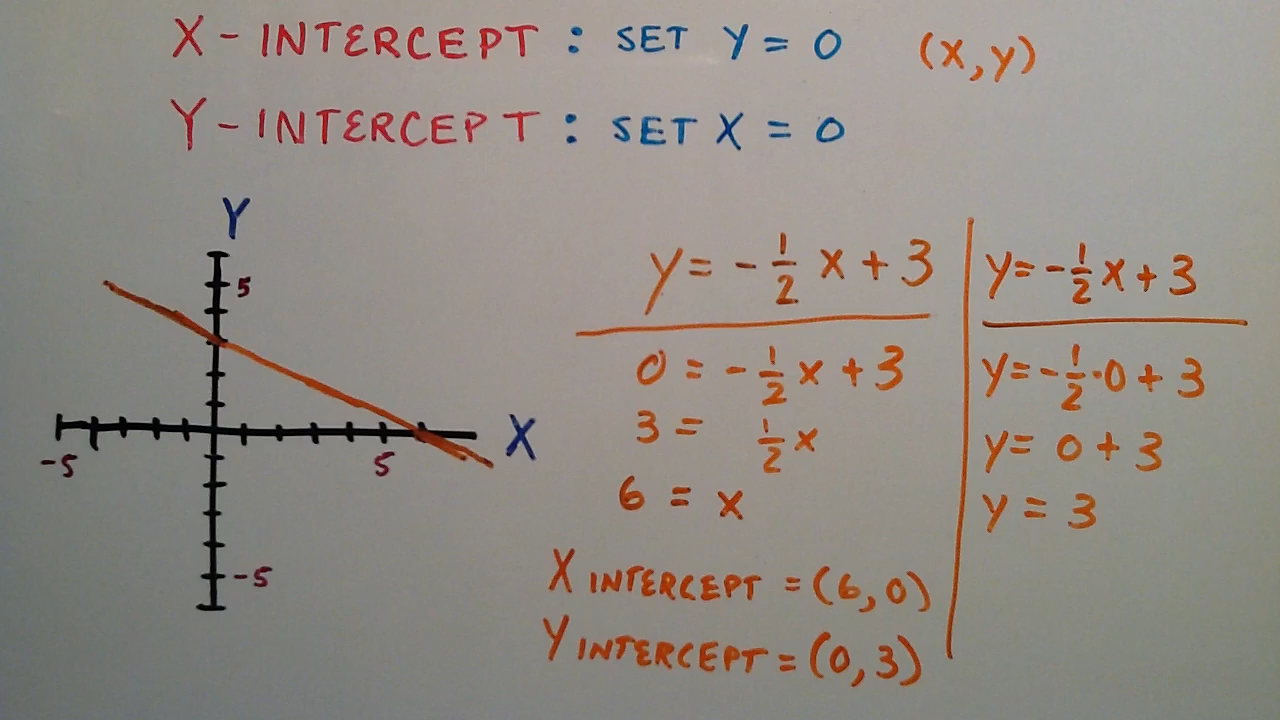 X-INTERCEPT : SET Y = 0 (X,Y)
Y-INTERCEPT : SET X = 0
Y
5
-5
5
X
-5
y = -1/2 x + 3
0 = -1/2 x + 3
3 = 1/2 x
6 = x
X INTERCEPT = (6,0)
Y INTERCEPT = (0,3)
y = -1/2 x + 3
y = -1/2 · 0 + 3
y = 0 + 3
y = 3